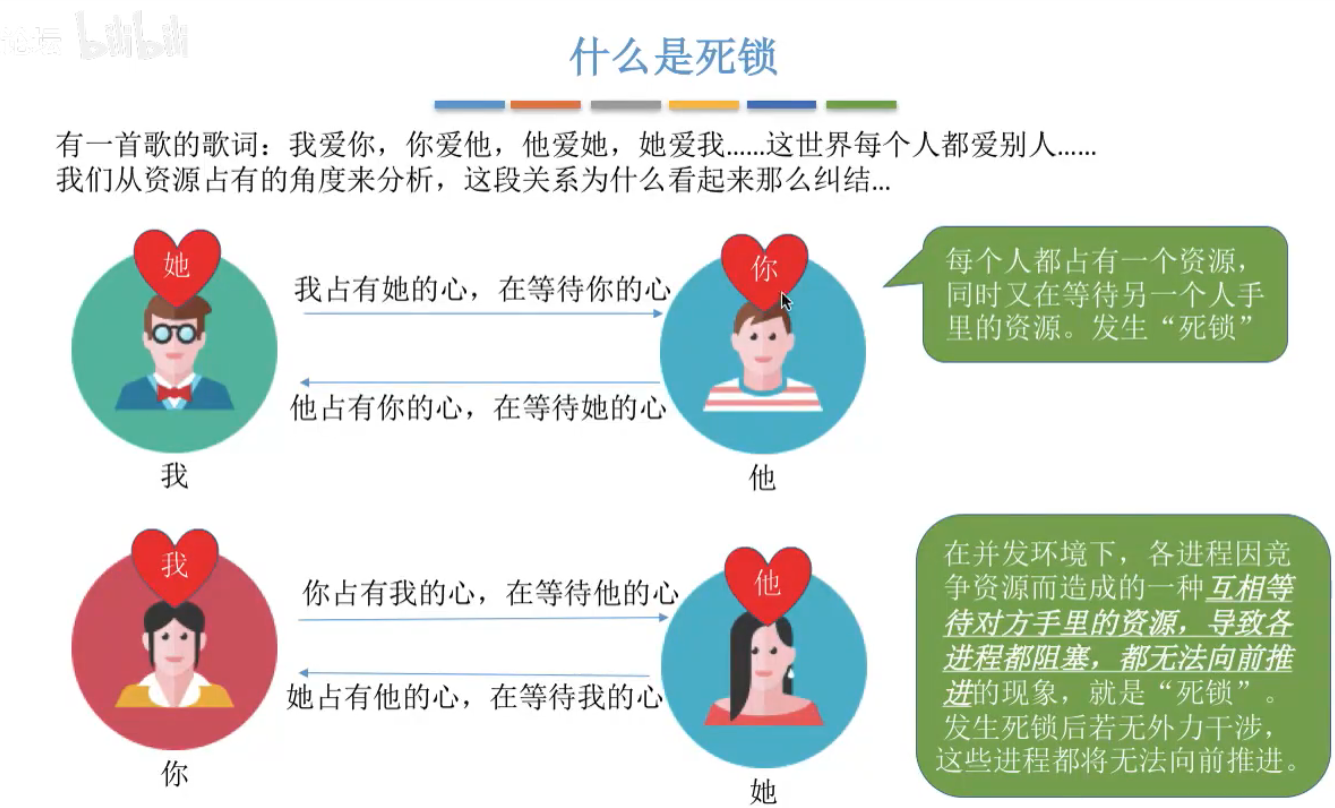 bilibili
什么是死锁
有一首歌的歌词：我爱你，你爱他，他爱她，她爱我......这世界每个人都爱别人......
我们从资源占有的角度来分析，这段关系为什么看起来那么纠结...
她
我占有她的心，在等待你的心
你
他占有你的心，在等待她的心
我
他
每个人都占有一个资源，
同时又在等待另一个人手
里的资源。发生“死锁”
我
你占有我的心，在等待他的心
他
她占有他的心，在等待我的心
你
她
在并发环境下，各进程因竞
争资源而造成的一种互相等
待对方手里的资源，导致各
进程都阻塞，都无法向前推
进的现象，就是“死锁”。
发生死锁后若无外力干涉，
这些进程都将无法向前推进。